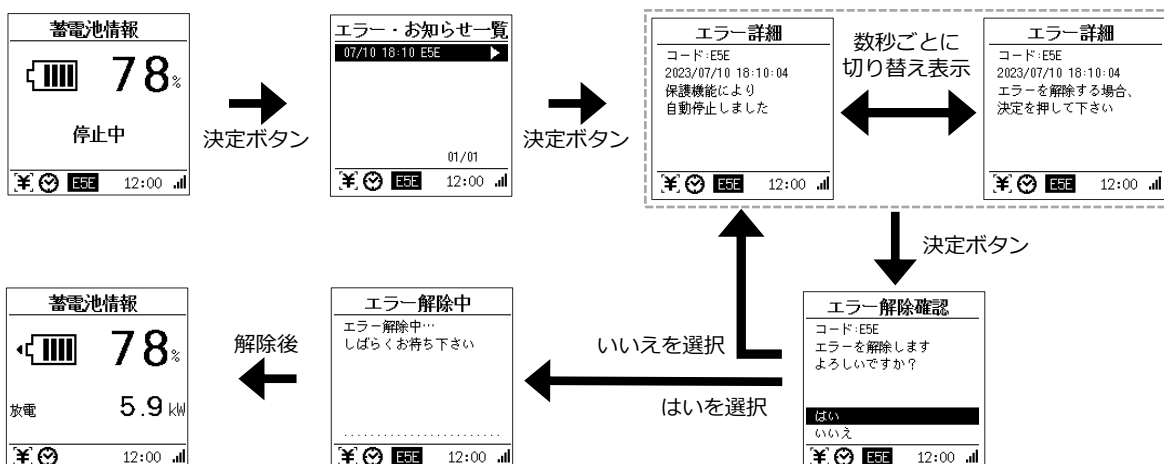 蓄電池情報
78%
停止中
E5E 12:00
決定ボタン
エラー・お知らせ一覧
07/10 18:10 E5E
01/01
E5E 12:00
決定ボタン
エラー詳細
コード:E5E
2023/07/10 18:10:04
保護機能により
自動停止しました
E5E 12:00
数秒ごとに
切り替え表示
エラー詳細
コード:E5E
2023/07/10 18:10:04
エラーを解除する場合、
決定を押して下さい
E5E 12:00
決定ボタン
エラー解除確認
コード:E5E
エラーを解除します
よろしいですか?
はい
いいえ
E5E 12:00
いいえを選択
はいを選択
エラー解除中
エラー解除中…
しばらくお待ち下さい
E5E 12:00
解除後
蓄電池情報
78%
放電 5.9kW
12:00